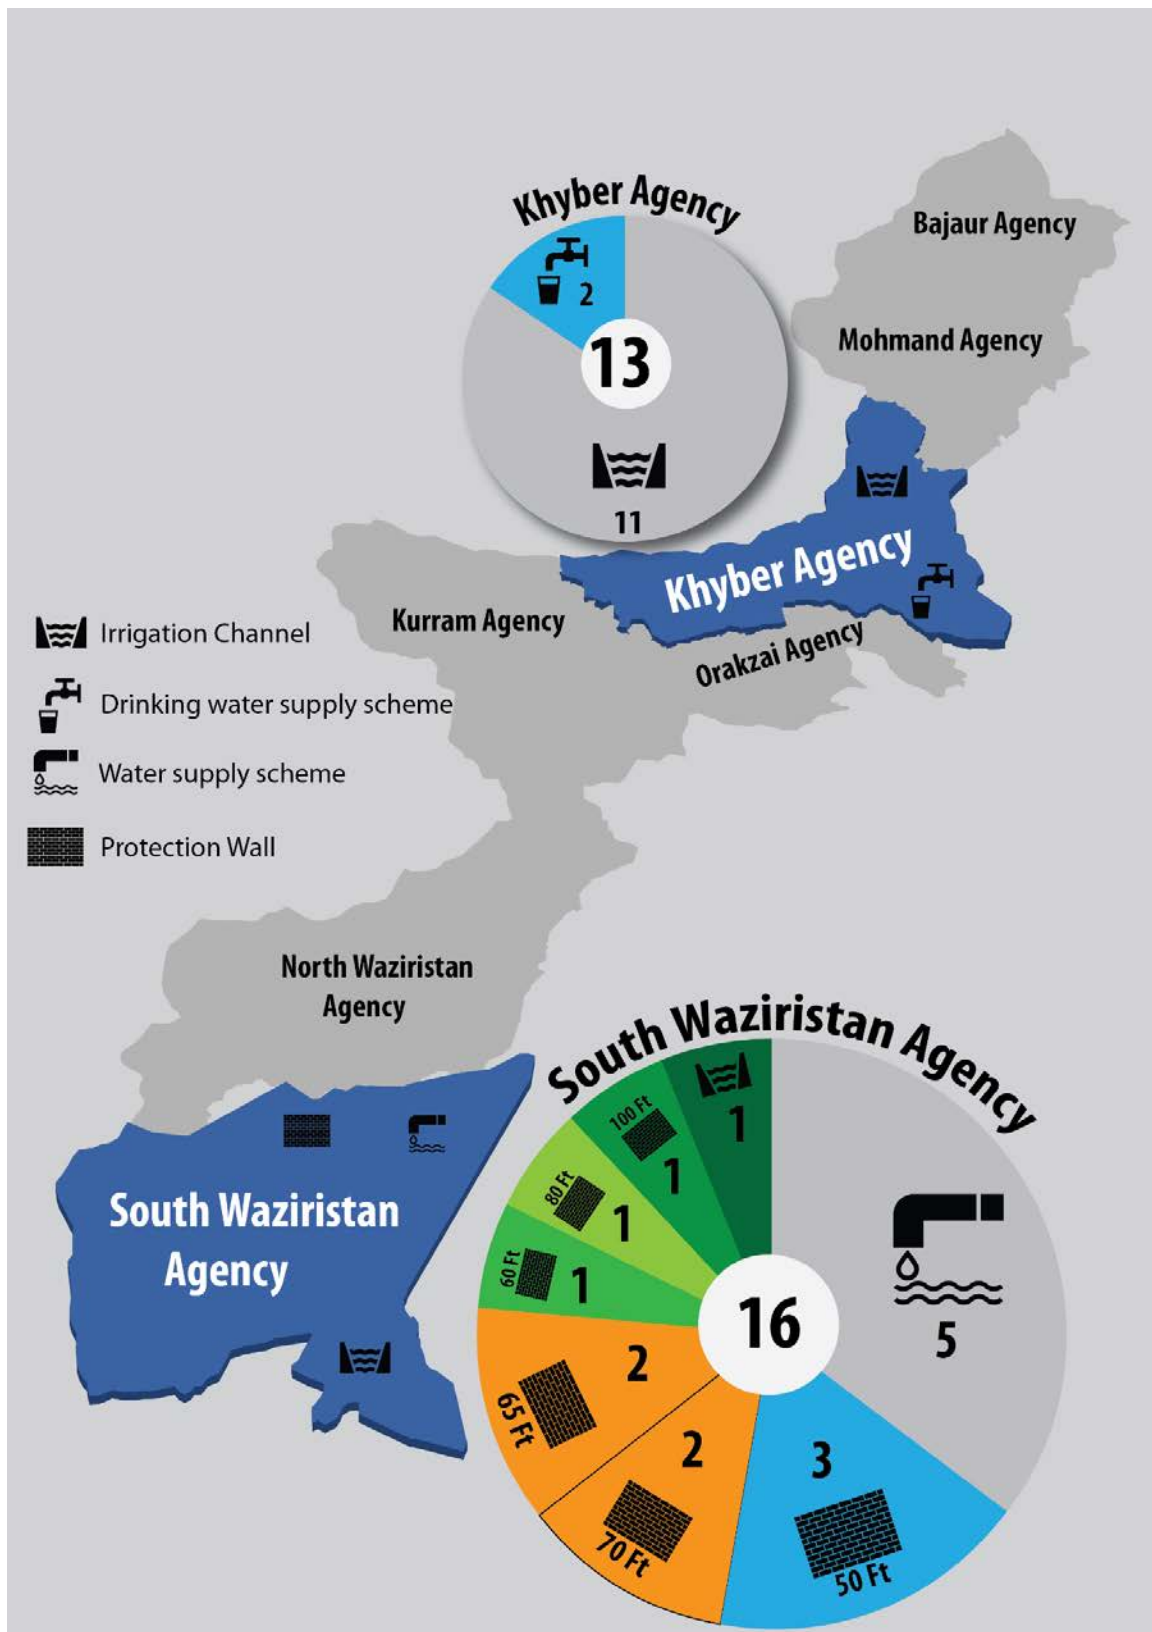 Khyber Agency
2
13
11
Bajaur Agency
Mohmand Agency
Khyber Agency
Kurram Agency
Orakzai Agency
Irrigation Channel
Drinking water supply scheme
Water supply scheme
Protection Wall
North Waziristan
Agency
South Waziristan
Agency
South Waziristan Agency
1
100 Ft
1
80 Ft
1
60 Ft
1
16
5
2
65 Ft
2
70 Ft
3
50 Ft